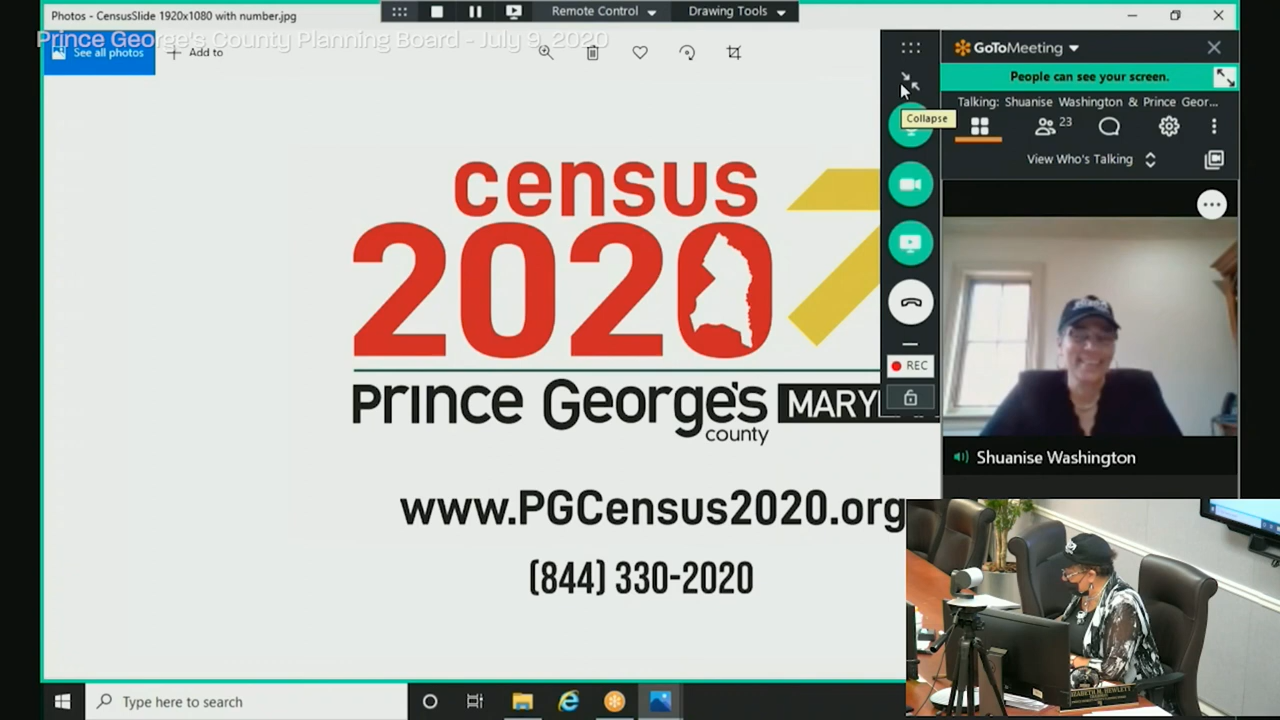 Photos - CensusSlide 1920x1080 with number.jpg
Remote Control
Drawing Tools
Prince George's County Planning Board - July 9, 2020
See all photos
Add to
GoToMeeting
People can see your screen.
Talking: Shuanise Washington & Prince Geor...
Collapse
23
View Who's Talking
census
2020
REC
Prince George's MARYL
county
Shuanise Washington
www.PGCensus2020.org
(844) 330-2020
Type here to search